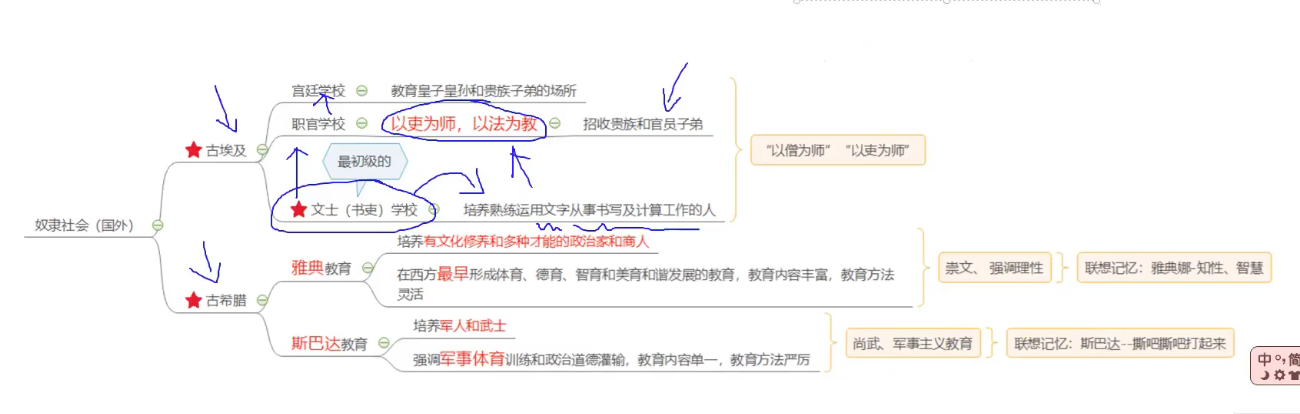 宫廷学校 教育皇子皇孙和贵族子弟的场所
职官学校 以吏为师，以法为教 招收贵族和官员子弟
古埃及
“以僧为师” “以吏为师”
最初级的
文士（书吏）学校 培养熟练运用文字从事书写及计算工作的人
奴隶社会（国外）
培养有文化修养和多种才能的政治家和商人
雅典教育
在西方最早形成体育、德育、智育和美育和谐发展的教育，教育内容丰富，教育方法
灵活
崇文、强调理性
联想记忆：雅典娜-知性、智慧
古希腊
培养军人和武士
斯巴达教育
强调军事体育训练和政治道德灌输，教育内容单一，教育方法严厉
尚武、军事主义教育
联想记忆：斯巴达--撕吧撕吧打起来
中 简